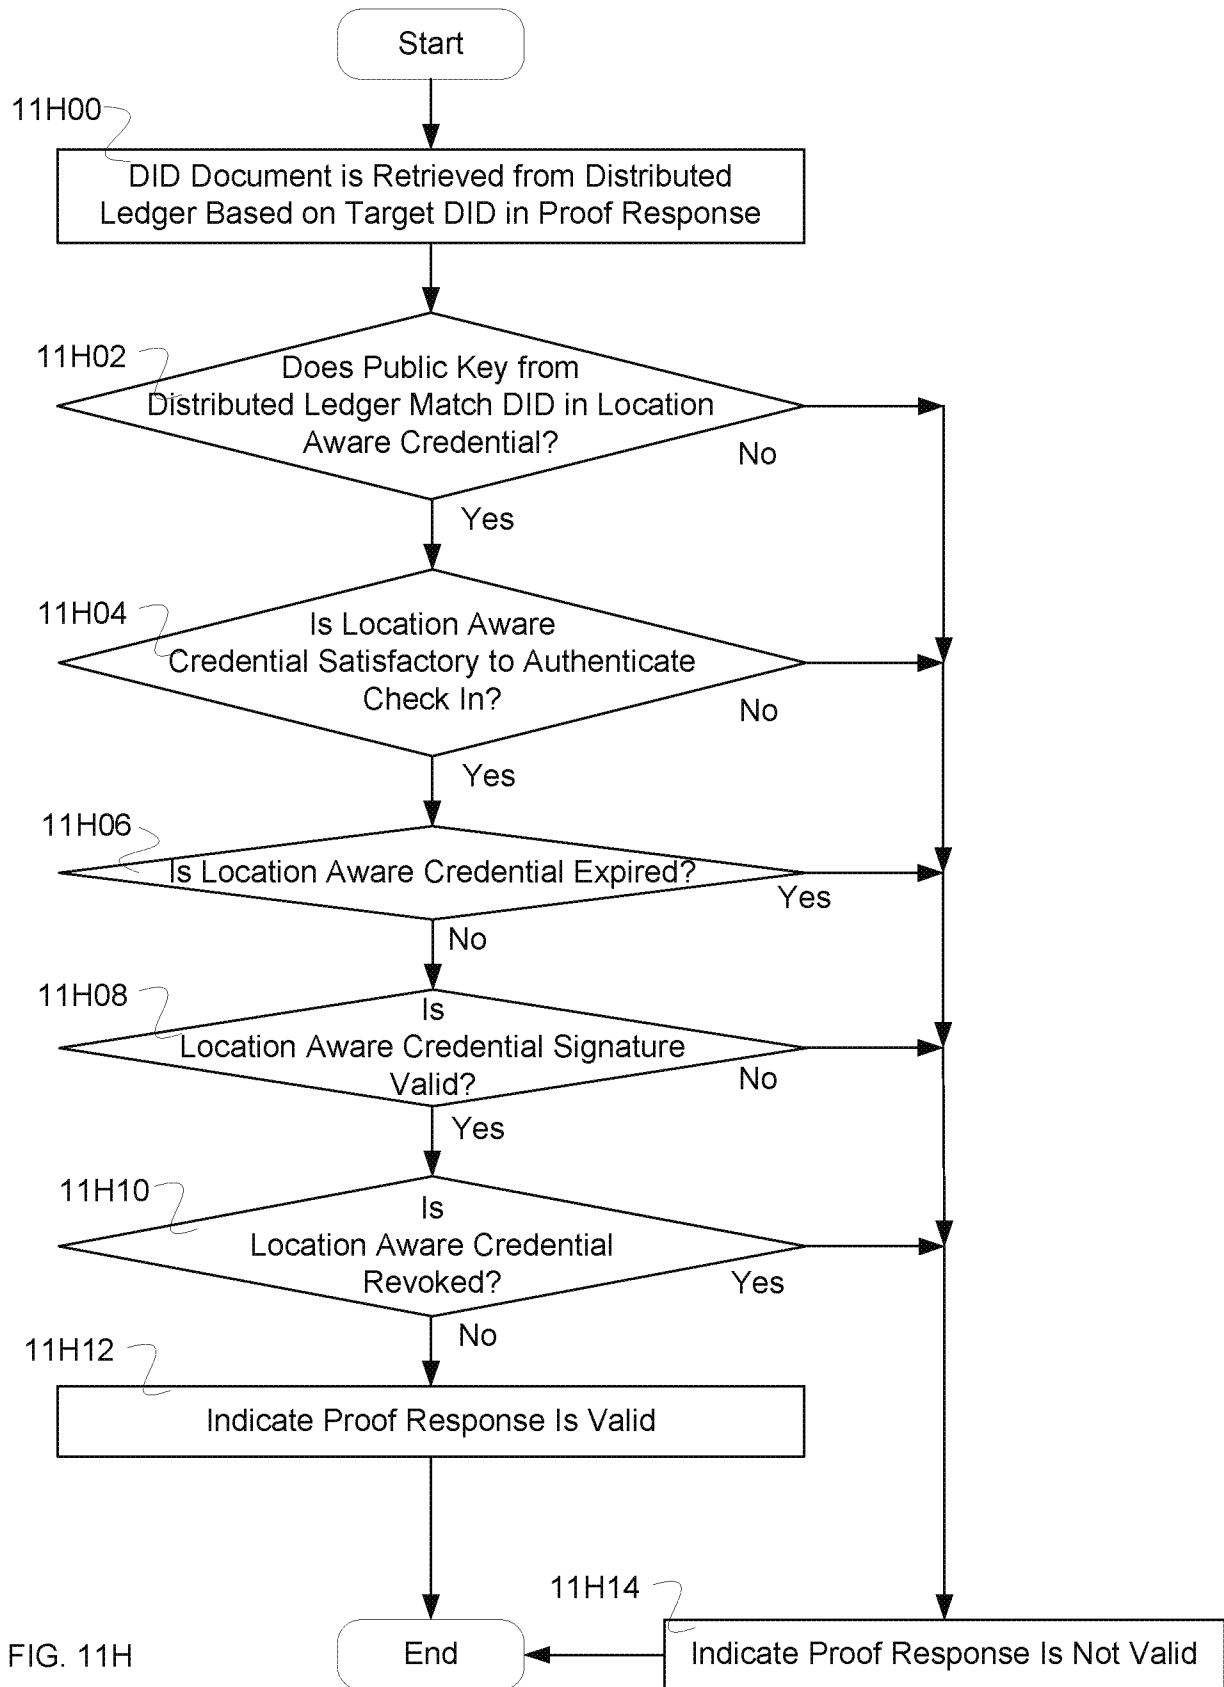 Start
11H00
DID Document is Retrieved from Distributed
Ledger Based on Target DID in Proof Response
11H02
Does Public Key from
Distributed Ledger Match DID in Location
Aware Credential?
No
Yes
11H04
Is Location Aware
Credential Satisfactory to Authenticate
Check In?
No
Yes
11H06
Is Location Aware Credential Expired?
Yes
No
11H08
Is
Location Aware Credential Signature
Valid?
No
Yes
11H10
Is
Location Aware Credential
Revoked?
Yes
No
11H12
Indicate Proof Response Is Valid
11H14
End
Indicate Proof Response Is Not Valid
FIG. 11H